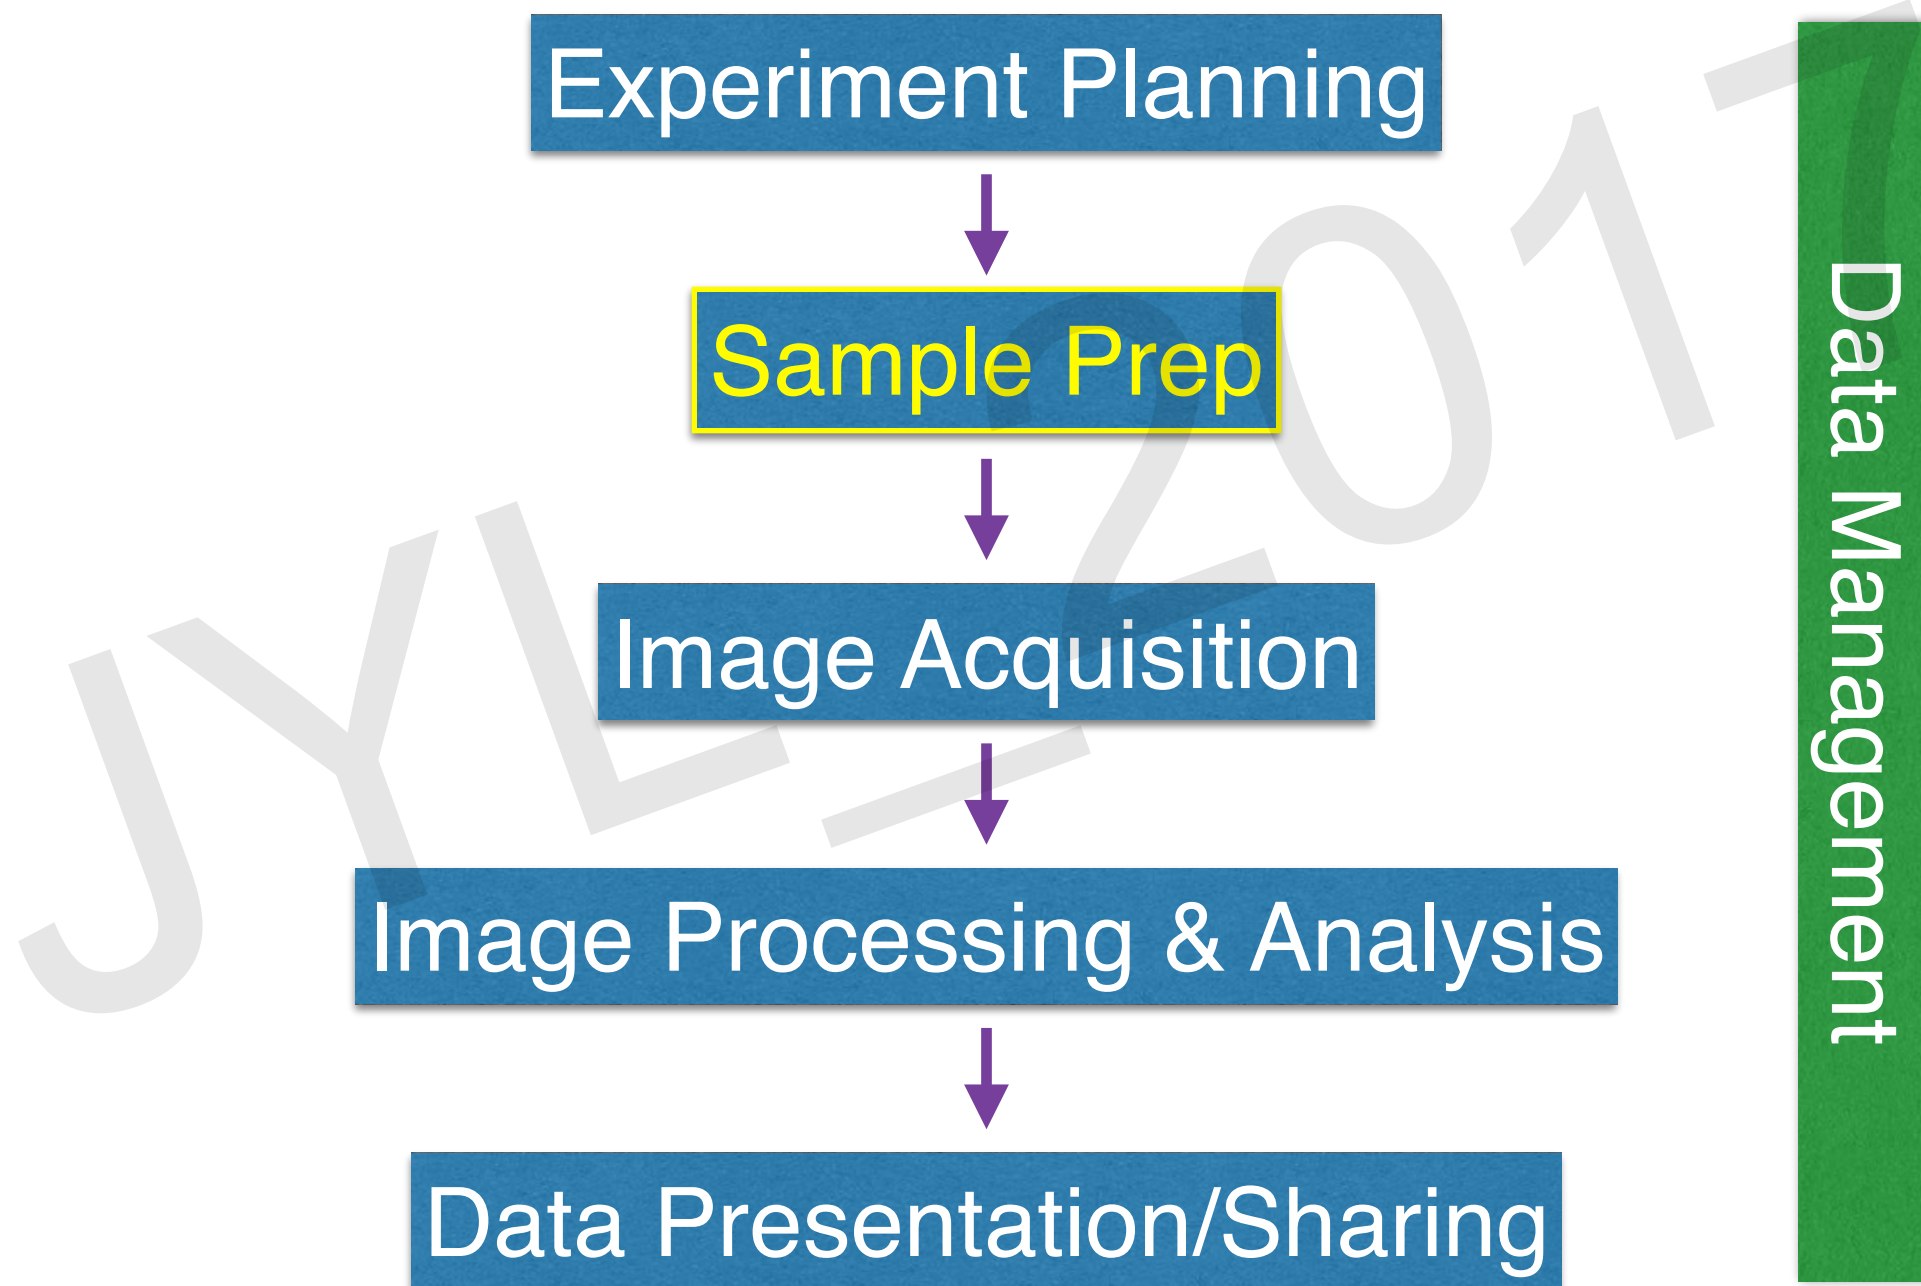 Experiment Planning
Sample Prep
Image Acquisition
Image Processing & Analysis
Data Presentation/Sharing
Data Management
JYL_2017